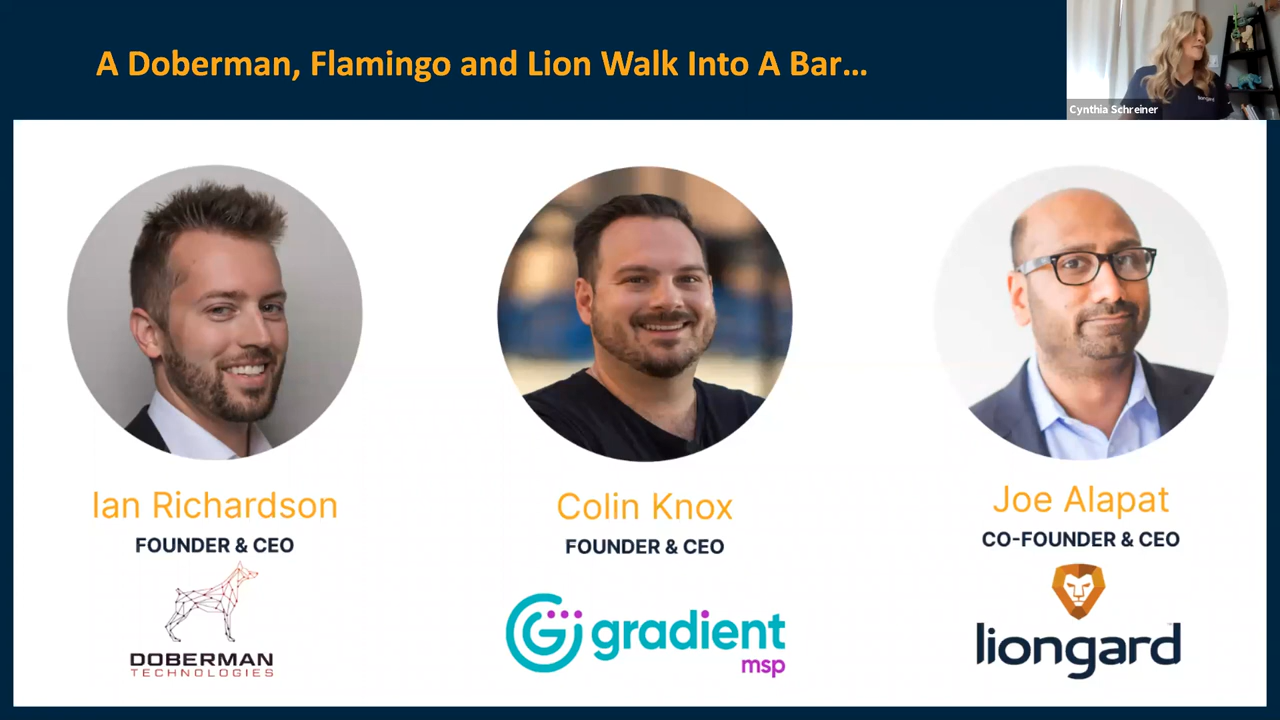 A Doberman, Flamingo and Lion Walk Into A Bar...
liongard
Cynthia Schreiner
Ian Richardson
FOUNDER & CEO
DOBERMAN
TECHNOLOGIES
Colin Knox
FOUNDER & CEO
gradient
msp
Joe Alapat
CO-FOUNDER & CEO
liongard